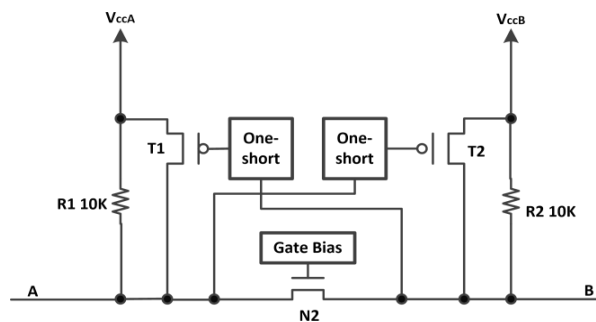 VccA
VccB
T1
One-
short
One-
short
T2
R1 10K
R2 10K
Gate Bias
A
B
N2